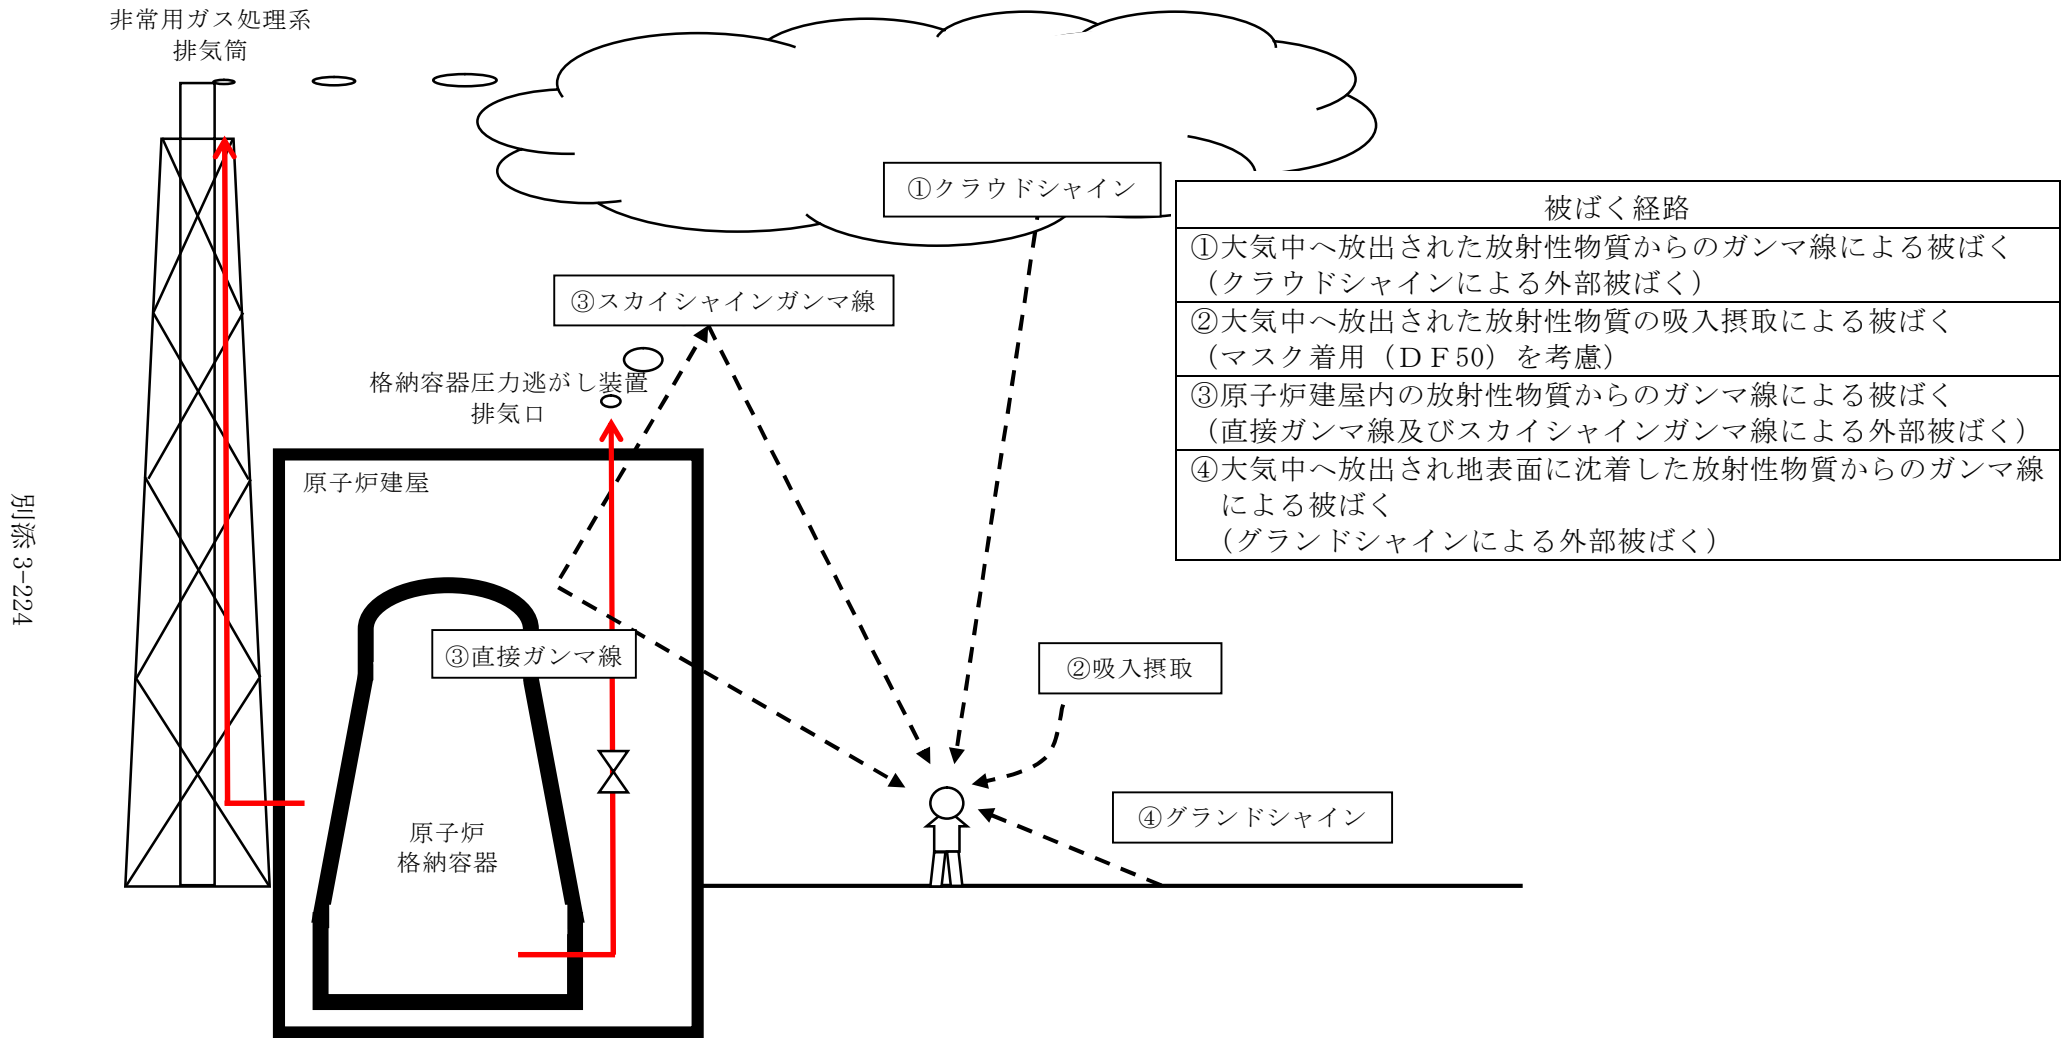 非常用ガス処理系
排気筒
①クラウドシャイン
③スカイシャインガンマ線
格納容器圧力逃がし装置
排気口
原子炉建屋
③直接ガンマ線
原子炉
格納容器
②吸入摂取
④グランドシャイン
被ばく経路
①大気中へ放出された放射性物質からのガンマ線による被ばく
（クラウドシャインによる外部被ばく）
②大気中へ放出された放射性物質の吸入摂取による被ばく
（マスク着用（ＤＦ50）を考慮）
③原子炉建屋内の放射性物質からのガンマ線による被ばく
（直接ガンマ線及びスカイシャインガンマ線による外部被ばく）
④大気中へ放出され地表面に沈着した放射性物質からのガンマ線
による被ばく
（グランドシャインによる外部被ばく）
別添 3-224